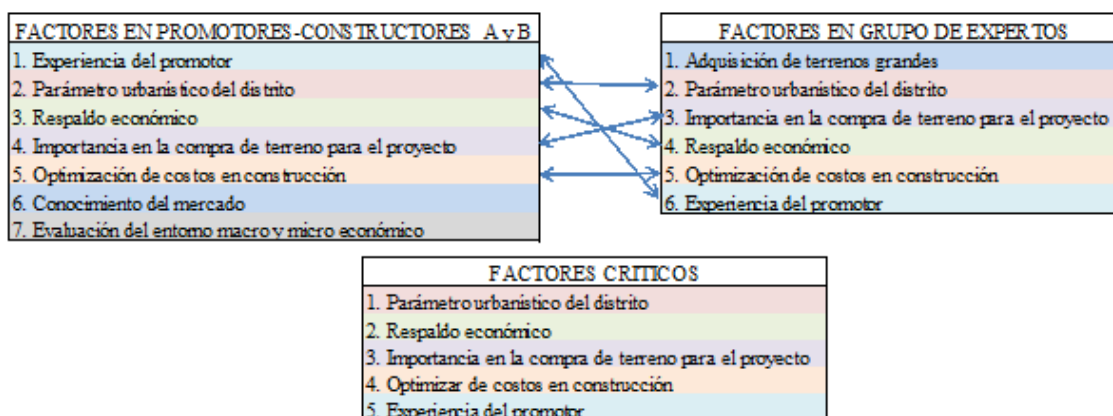 FACTORES EN PROMOTORES-CONSTRUCTORES A y B
1. Experiencia del promotor
2. Parámetro urbanistico del distrito
3. Respaldo económico
4. Importancia en la compra de terreno para el proyecto
5. Optimización de costos en construcción
6. Conocimiento del mercado
7. Evaluación del entorno macro y micro económico
FACTORES EN GRUPO DE EXPERTOS
1. Adquisición de terrenos grandes
2. Parámetro urbanistico del distrito
3. Importancia en la compra de terreno para el proyecto
4. Respaldo económico
5. Optimización de costos en construcción
6. Experiencia del promotor
FACTORES CRITICOS
1. Parámetro urbanistico del distrito
2. Respaldo económico
3. Importancia en la compra de terreno para el proyecto
4. Optimizar de costos en construcción
5. Experiencia del promotor